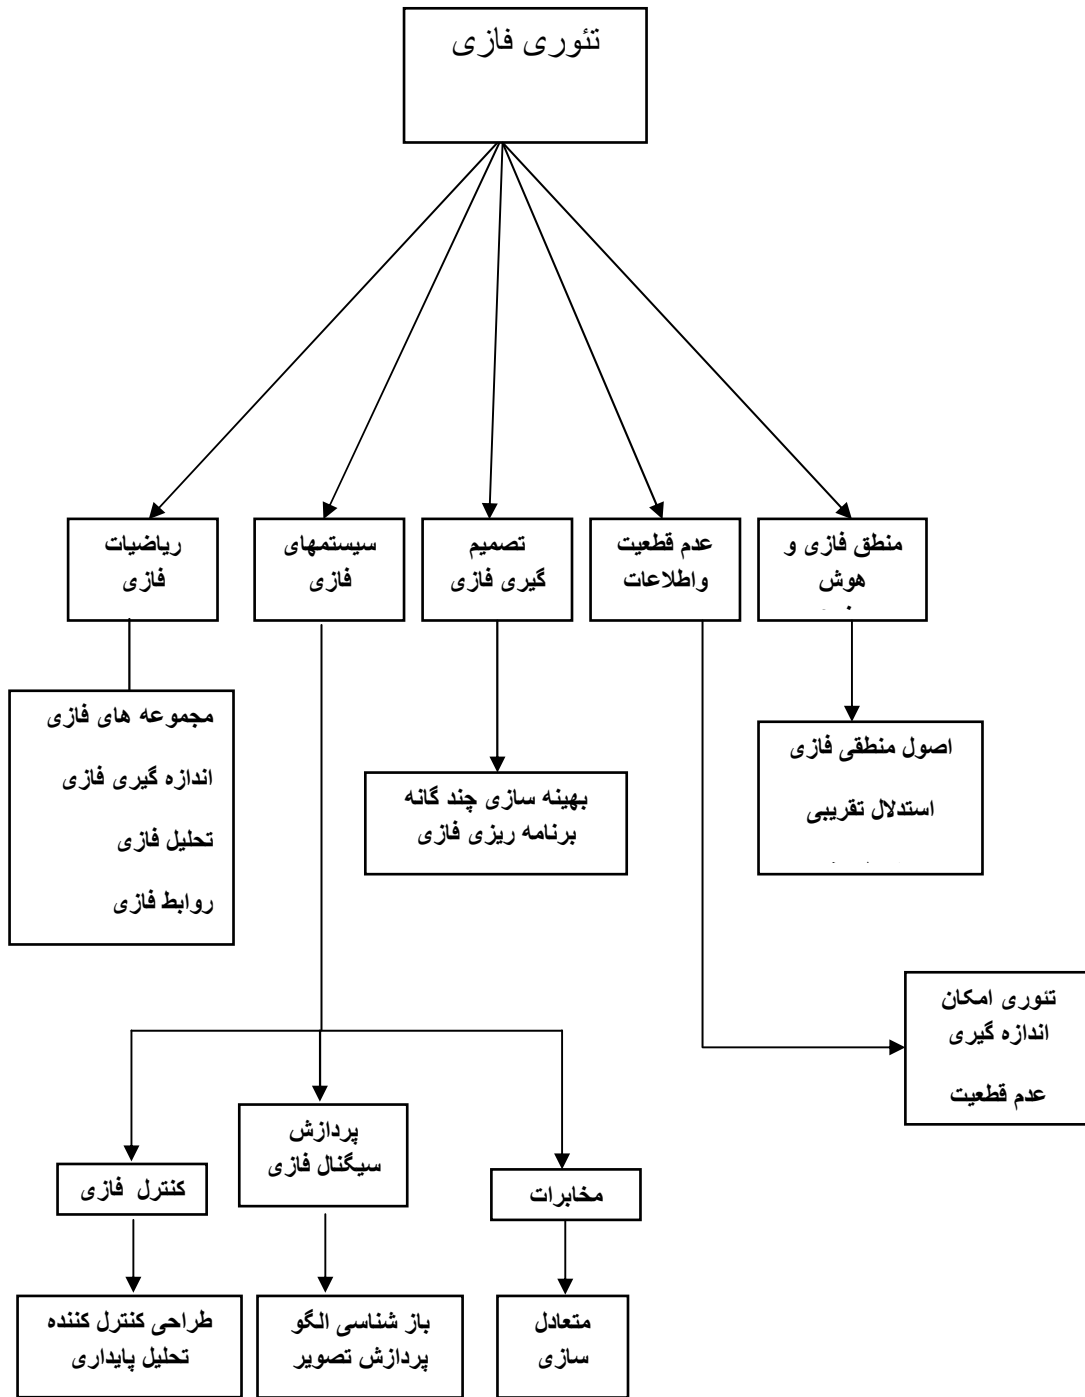 تئوری فازی
منطق فازی و
هوش
عدم قطعیت
واطلاعات
تصمیم
گیری فازی
سیستمهای
فازی
ریاضیات
فازی
اصول منطقی فازی
استدلال تقریبی
بهینه سازی چند گانه
برنامه ریزی فازی
مجموعه های فازی
اندازه گیری فازی
تحلیل فازی
روابط فازی
تئوری امکان
اندازه گیری
عدم قطعیت
مخابرات
پردازش
سیگنال فازی
کنترل فازی
متعادل
سازی
باز شناسی الگو
پردازش تصویر
طراحی کنترل کننده
تحلیل پایداری